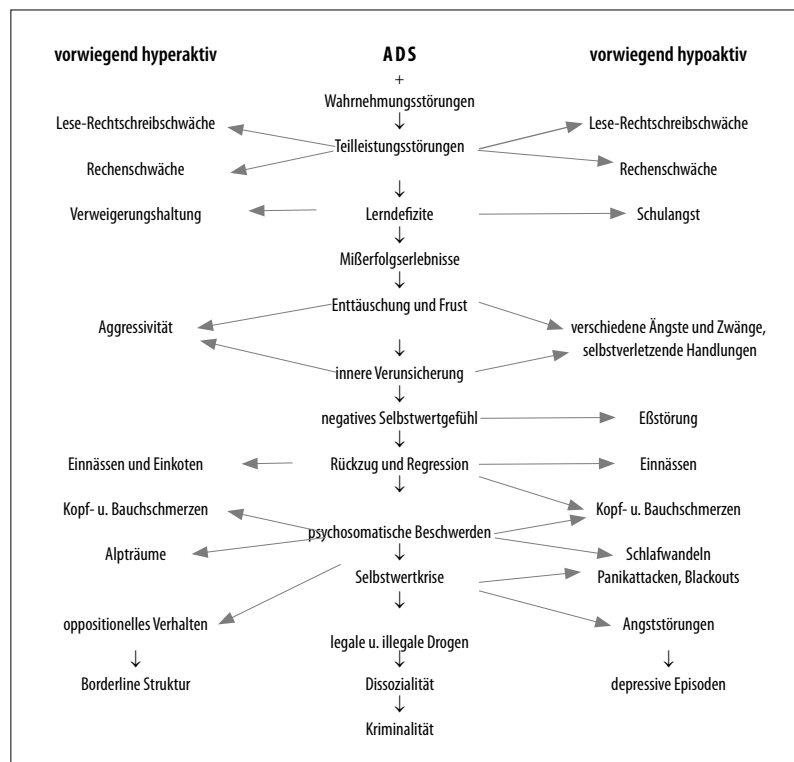 vorwiegend hyperaktiv ADS vorwiegend hypoaktiv
+
Wahrnehmungsstörungen
Lese-Rechtschreibschwäche Lese-Rechtschreibschwäche
Teilleistungsstörungen
Rechenschwäche Rechenschwäche
Verweigerungshaltung Lerndefizite Schulangst
Mißerfolgserlebnisse
Enttäuschung und Frust
Aggressivität verschiedene Ängste und Zwänge,
selbstverletzende Handlungen
innere Verunsicherung
negatives Selbstwertgefühl Eßstörung
Einnässen und Einkoten Rückzug und Regression Einnässen
Kopf- u. Bauchschmerzen Kopf- u. Bauchschmerzen
psychosomatische Beschwerden
Alpträume Schlafwandeln
Selbstwertkrise Panikattacken, Blackouts
oppositionelles Verhalten Angststörungen
legale u. illegale Drogen
Borderline Struktur Dissozialität depressive Episoden
Kriminalität